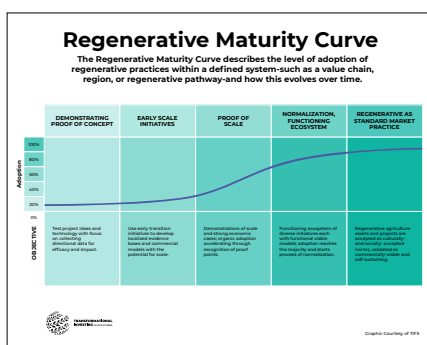 Regenerative Maturity Curve
The Regenerative Maturity Curve describes the level of adoption of
regenerative practices within a defined system-such as a value chain,
region, or regenerative pathway-and how this evolves over time.
DEMONSTRATING
PROOF OF CONCEPT
EARLY SCALE
INITIATIVES
PROOF OF
SCALE
NORMALIZATION,
FUNCTIONING
ECOSYSTEM
REGENERATIVE AS
STANDARD MARKET
PRACTICE
Adoption
100%
80%
60%
40%
20%
0%
OBJECTIVE
Test project ideas and
technology with focus
on collecting
directional data for
efficacy and impact.
Use early transition
initiatives to develop
localized evidence
bases and commercial
models with the
potential for scale.
Demonstrations of scale
and strong economic
cases; organic adoption
accelerating through
recognition of proof
points.
Functioning ecosystem of
diverse initiatives each
with functional viable
models; adoption reaches
the majority and starts
process of normalization.
Regenerative agriculture
assets and projects are
accepted as culturally-
and socially-accepted
norms, validated as
commercially-viable and
self-sustaining.
TRANSFORMATIONAL
INVESTING
Graphic Courtesy of TIFS